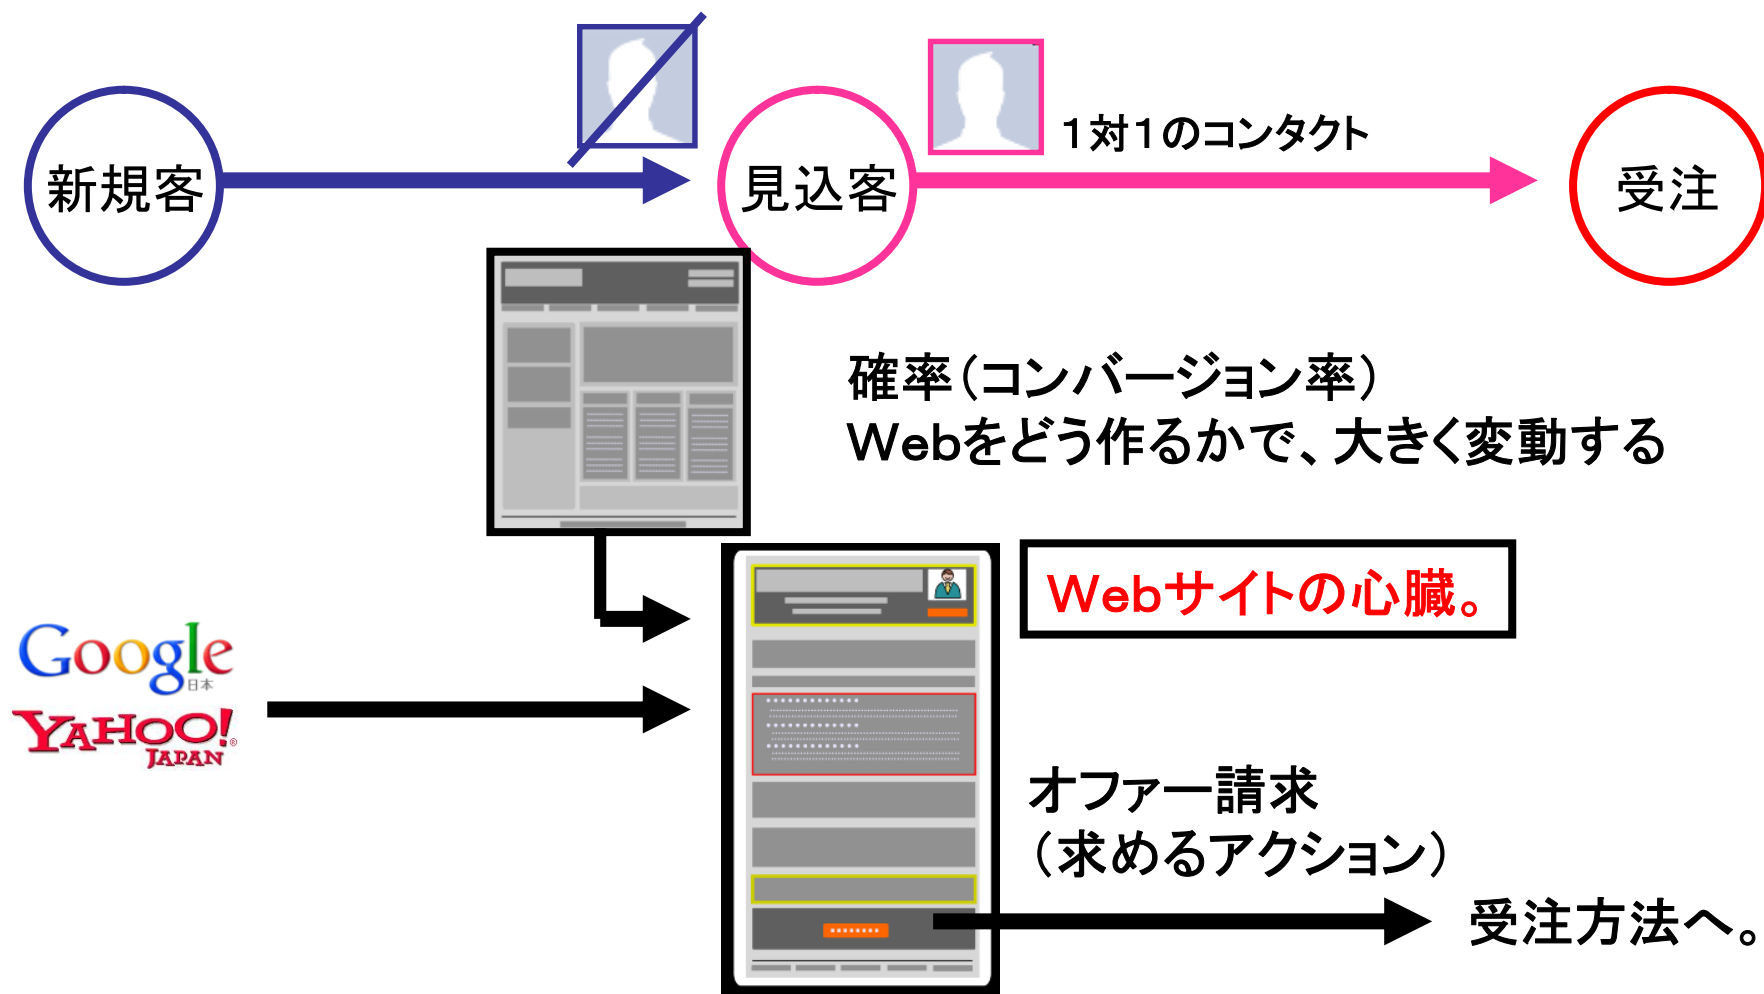 1対1のコンタクト
新規客
見込客
受注
確率(コンバージョン率)
Webをどう作るかで、大きく変動する
Webサイトの心臓。
Google
日本
YAHOO!
JAPAN
オファー請求
(求めるアクション)
受注方法へ。